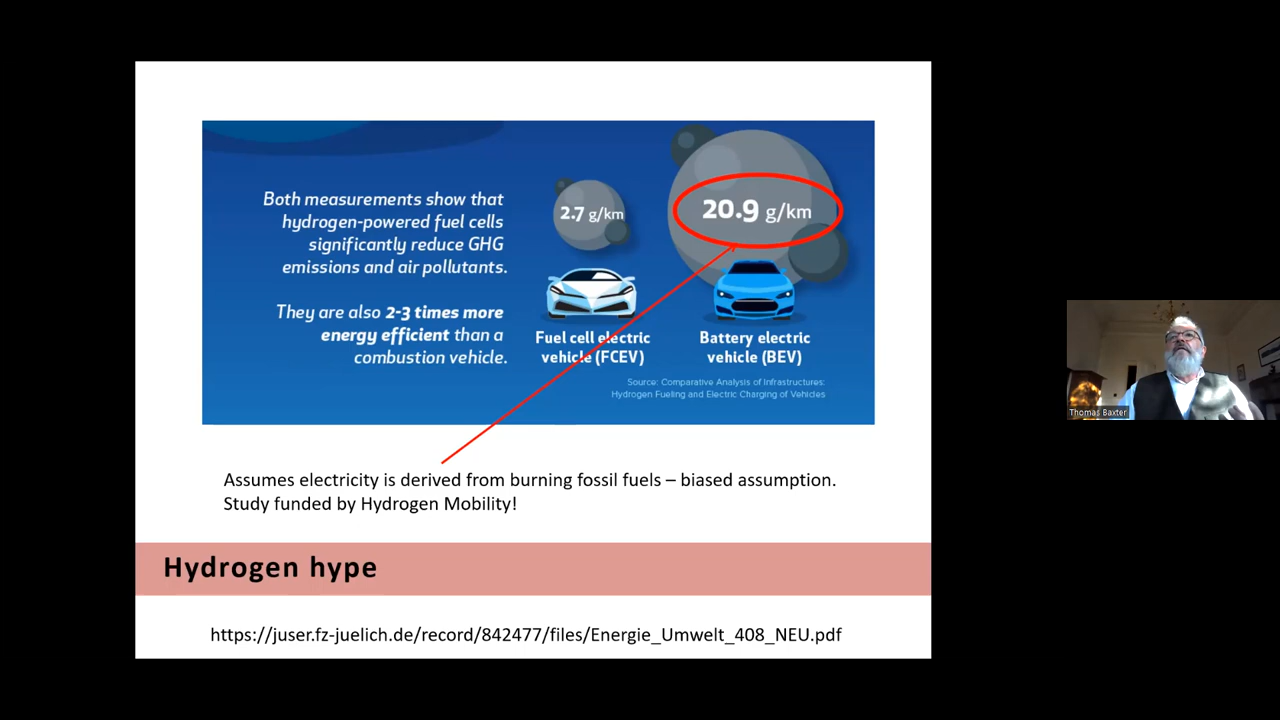 Both measurements show that
hydrogen-powered fuel cells
significantly reduce GHG
emissions and air pollutants.
They are also 2-3 times more
energy efficient than a
combustion vehicle.
2.7 g/km
20.9 g/km
Fuel cell electric
vehicle (FCEV)
Battery electric
vehicle (BEV)
Source: Comparative Analysis of Infrastructures:
Hydrogen Fueling and Electric Charging of Vehicles
Assumes electricity is derived from burning fossil fuels – biased assumption.
Study funded by Hydrogen Mobility!
Hydrogen hype
https://juser.fz-juelich.de/record/842477/files/Energie_Umwelt_408_NEU.pdf
Thomas Baxter